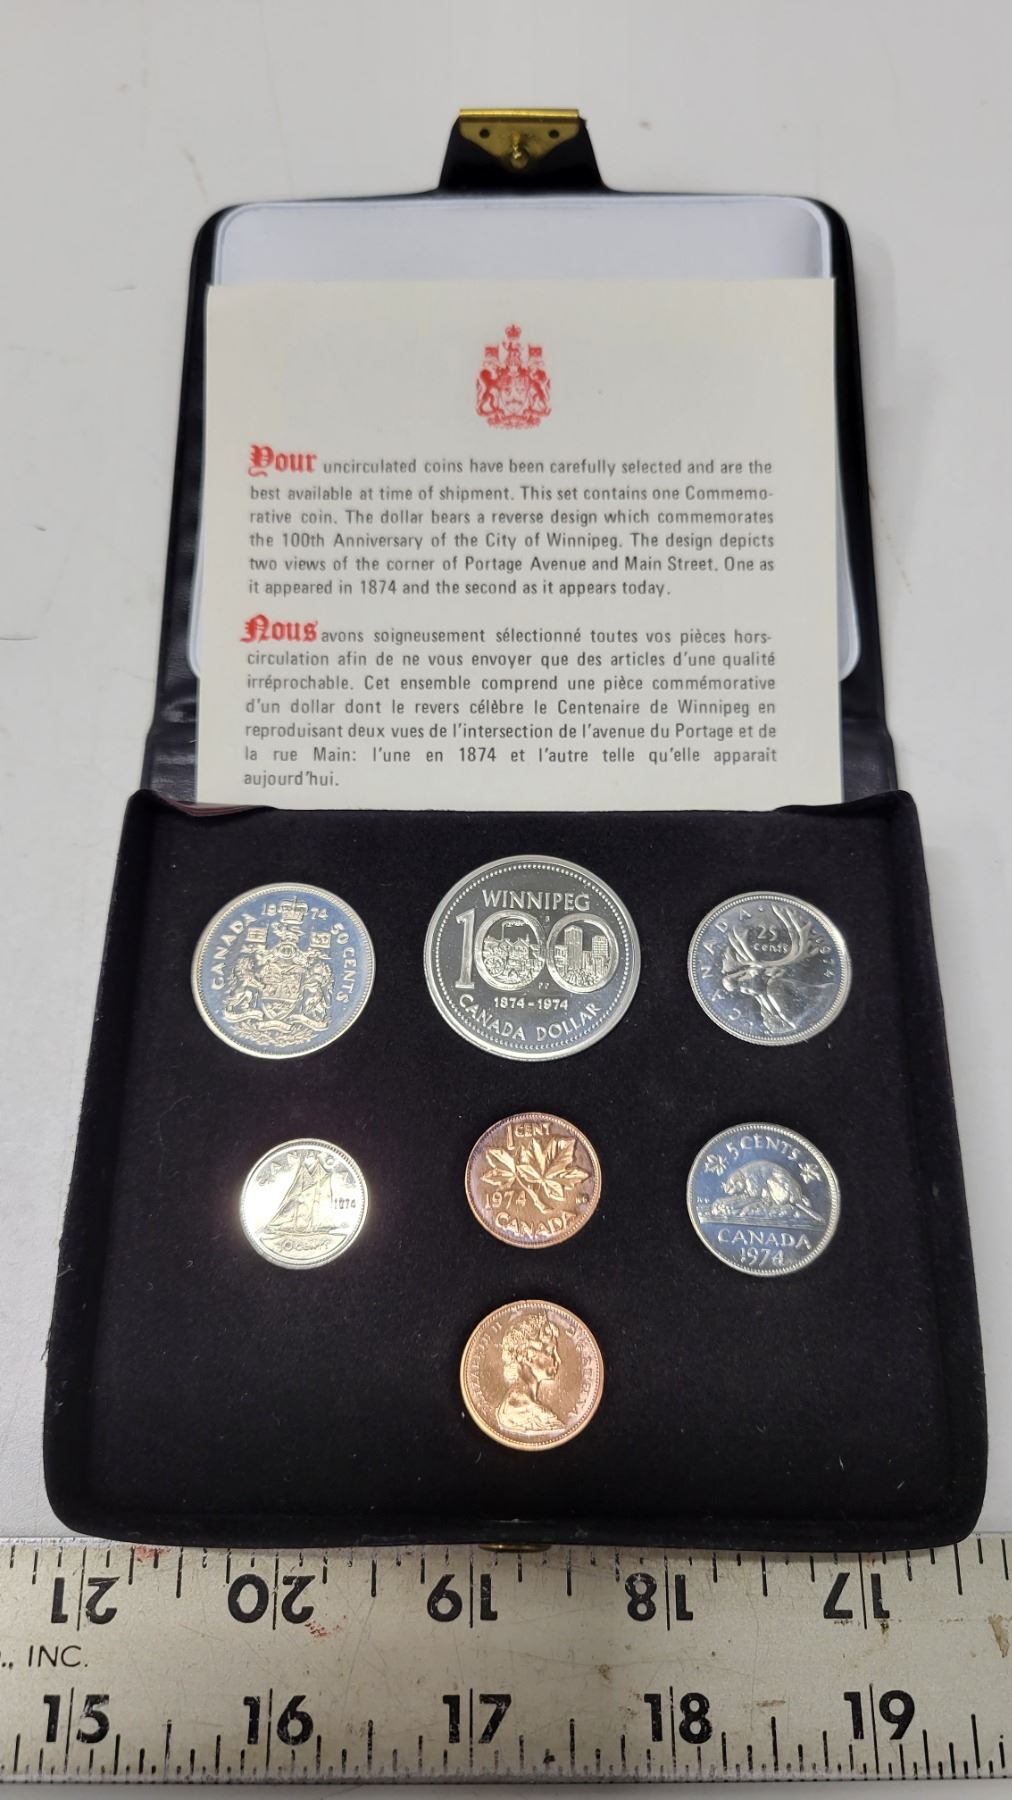 Your uncirculated coins have been carefully selected and are the
best available at time of shipment. This set contains one Commemo-
rative coin. The dollar bears a reverse design which commemorates
the 100th Anniversary of the City of Winnipeg. The design depicts
two views of the corner of Portage Avenue and Main Street. One as
it appeared in 1874 and the second as it appears today.
Nous avons soigneusement sélectionné toutes vos pièces hors-
circulation afin de ne vous envoyer que des articles d'une qualité
irréprochable. Cet ensemble comprend une pièce commémorative
d'un dollar dont le revers célèbre le Centenaire de Winnipeg en
reproduisant deux vues de l'intersection de l'avenue du Portage et de
la rue Main: l'une en 1874 et l'autre telle qu'elle apparait
aujourd'hui.
CANADA 1974 50 CENTS
WINNIPEG
100
1874-1974
CANADA DOLLAR
CANADA
25
cents
1974
CANADA
1974
10 CENTS
1 CENT
1974
CANADA
5 CENTS
CANADA
1974
21 20 19 18 17
INC.
15 16 17 18 19